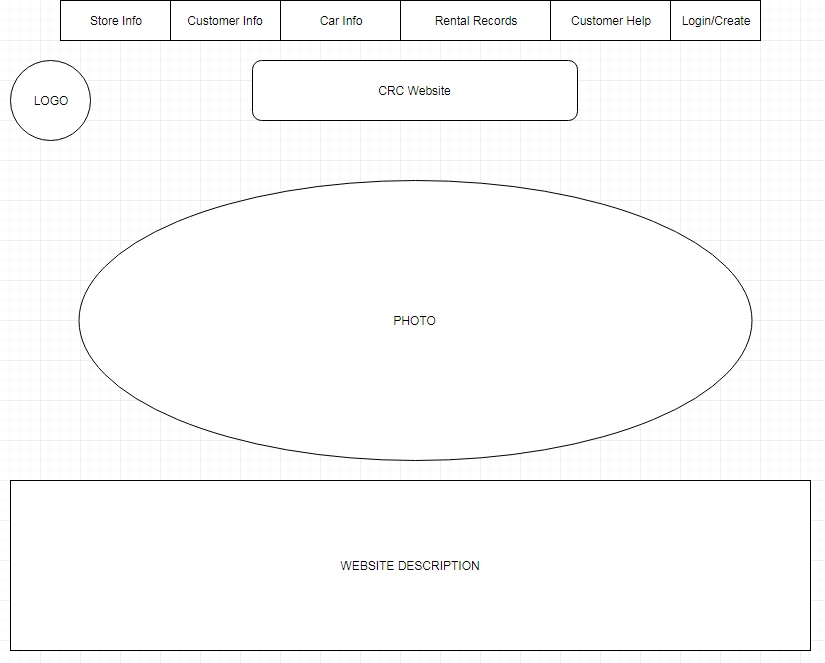 Store Info
Customer Info
Car Info
Rental Records
Customer Help
Login/Create
LOGO
CRC Website
PHOTO
WEBSITE DESCRIPTION